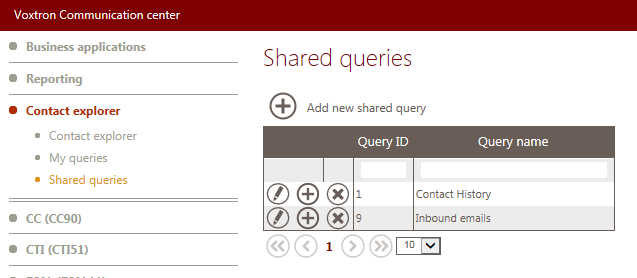 Voxtron Communication center
Business applications
Reporting
Contact explorer
Contact explorer
My queries
Shared queries
CC (CC90)
CTI (CTI51)
Shared queries
Add new shared query
Query ID Query name
1 Contact History
9 Inbound emails
1 10